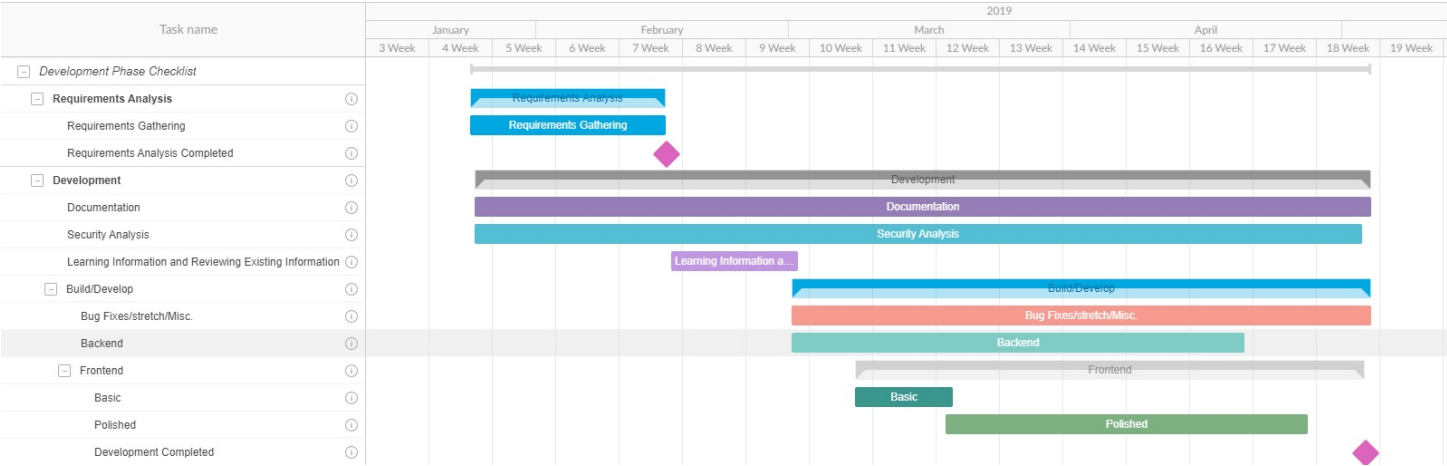 2019
Task name
January February March April
3 Week 4 Week 5 Week 6 Week 7 Week 8 Week 9 Week 10 Week 11 Week 12 Week 13 Week 14 Week 15 Week 16 Week 17 Week 18 Week 19 Week
Development Phase Checklist
Requirements Analysis Requirements Analysis
Requirements Gathering Requirements Gathering
Requirements Analysis Completed
Development Development
Documentation Documentation
Security Analysis Security Analysis
Learning Information and Reviewing Existing Information Learning Information a...
Build/Develop Build/Develop
Bug Fixes/stretch/Misc. Bug Fixes/stretch/Misc.
Backend Backend
Frontend Frontend
Basic Basic
Polished Polished
Development Completed